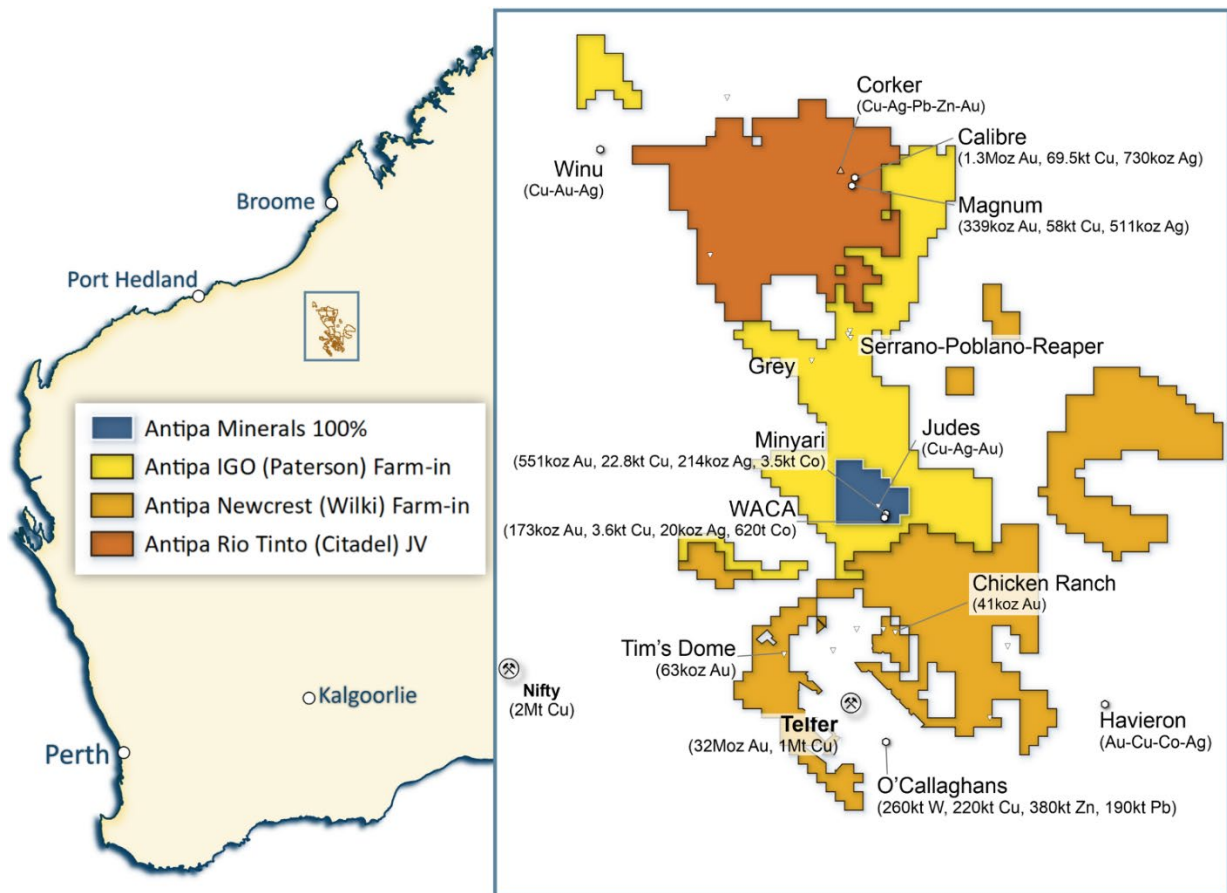 Broome
Port Hedland
Antipa Minerals 100%
Antipa IGO (Paterson) Farm-in
Antipa Newcrest (Wilki) Farm-in
Antipa Rio Tinto (Citadel) JV
Kalgoorlie
Perth
Corker
(Cu-Ag-Pb-Zn-Au)
Calibre
(1.3Moz Au, 69.5kt Cu, 730koz Ag)
Winu
(Cu-Au-Ag)
Magnum
(339koz Au, 58kt Cu, 511koz Ag)
Serrano-Poblano-Reaper
Grey
Judes
(Cu-Ag-Au)
Minyari
(551koz Au, 22.8kt Cu, 214koz Ag, 3.5kt Co)
WACA
(173koz Au, 3.6kt Cu, 20koz Ag, 620t Co)
Chicken Ranch
(41koz Au)
Tim's Dome
(63koz Au)
Nifty
(2Mt Cu)
Telfer
(32Moz Au, 1Mt Cu)
Havieron
(Au-Cu-Co-Ag)
O'Callaghans
(260kt W, 220kt Cu, 380kt Zn, 190kt Pb)